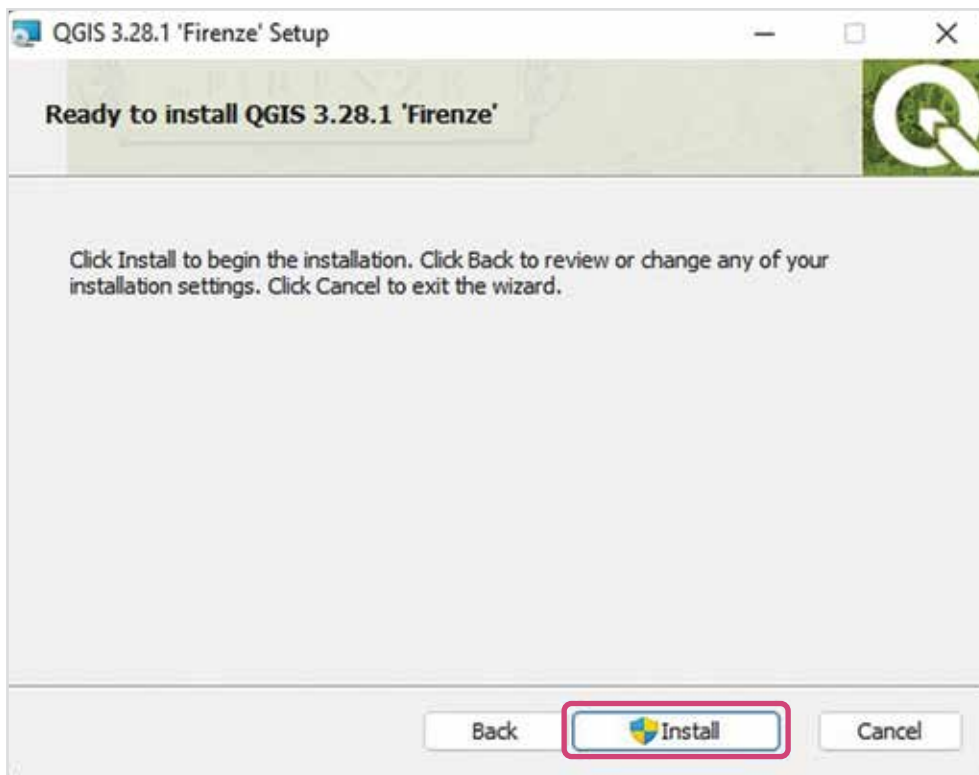 QGIS 3.28.1 'Firenze' Setup
Ready to install QGIS 3.28.1 'Firenze'
Click Install to begin the installation. Click Back to review or change any of your
installation settings. Click Cancel to exit the wizard.
Back Install Cancel